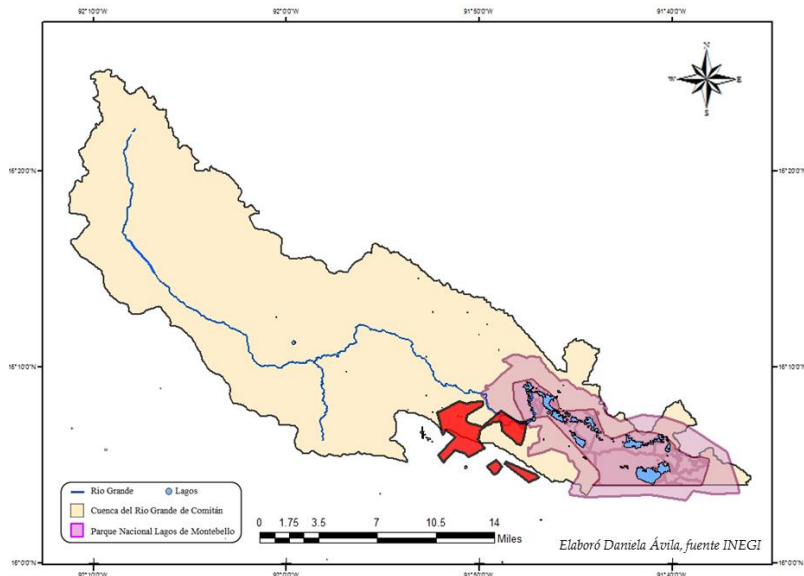 92°10'0"W 92°0'0"W 91°50'0"W 91°40'0"W
N
W E
S
16°20'0"N 16°20'0"N
16°10'0"N 16°10'0"N
Rio Grande Lagos
Cuenca del Rio Grande de Comitán
Parque Nacional Lagos de Montebello
0 1.75 3.5 7 10.5 14
Miles
Elaboró Daniela Ávila, fuente INEGI
16°0'0"N 16°0'0"N
92°10'0"W 92°0'0"W 91°50'0"W 91°40'0"W